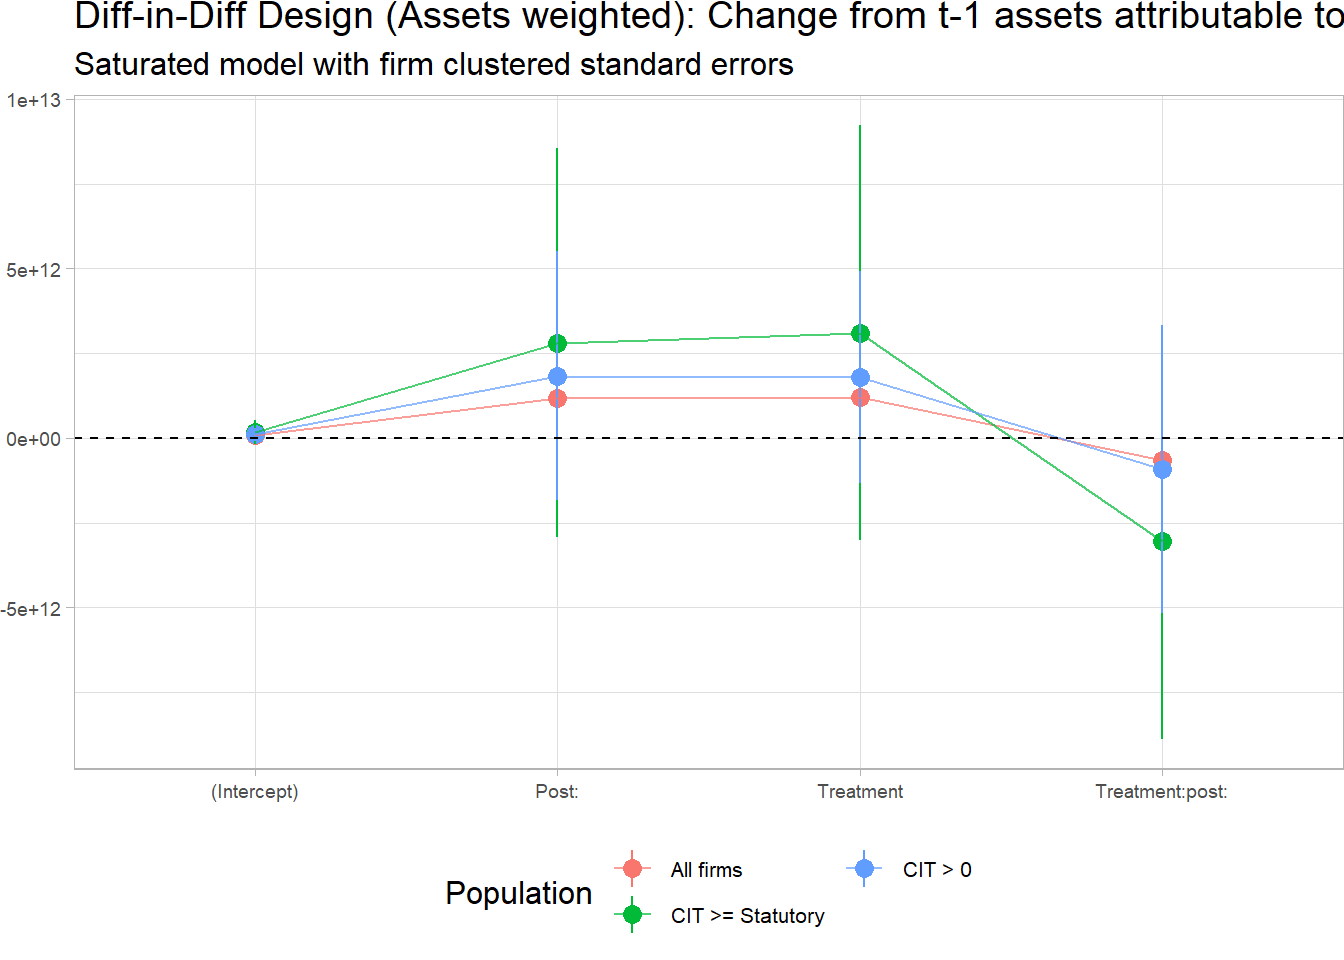 Diff-in-Diff Design (Assets weighted): Change from t-1 assets attributable to
Saturated model with firm clustered standard errors
1e+13
5e+12
0e+00
-5e+12
(Intercept)
Post:
Treatment
Treatment:post:
Population
All firms
CIT > 0
CIT >= Statutory